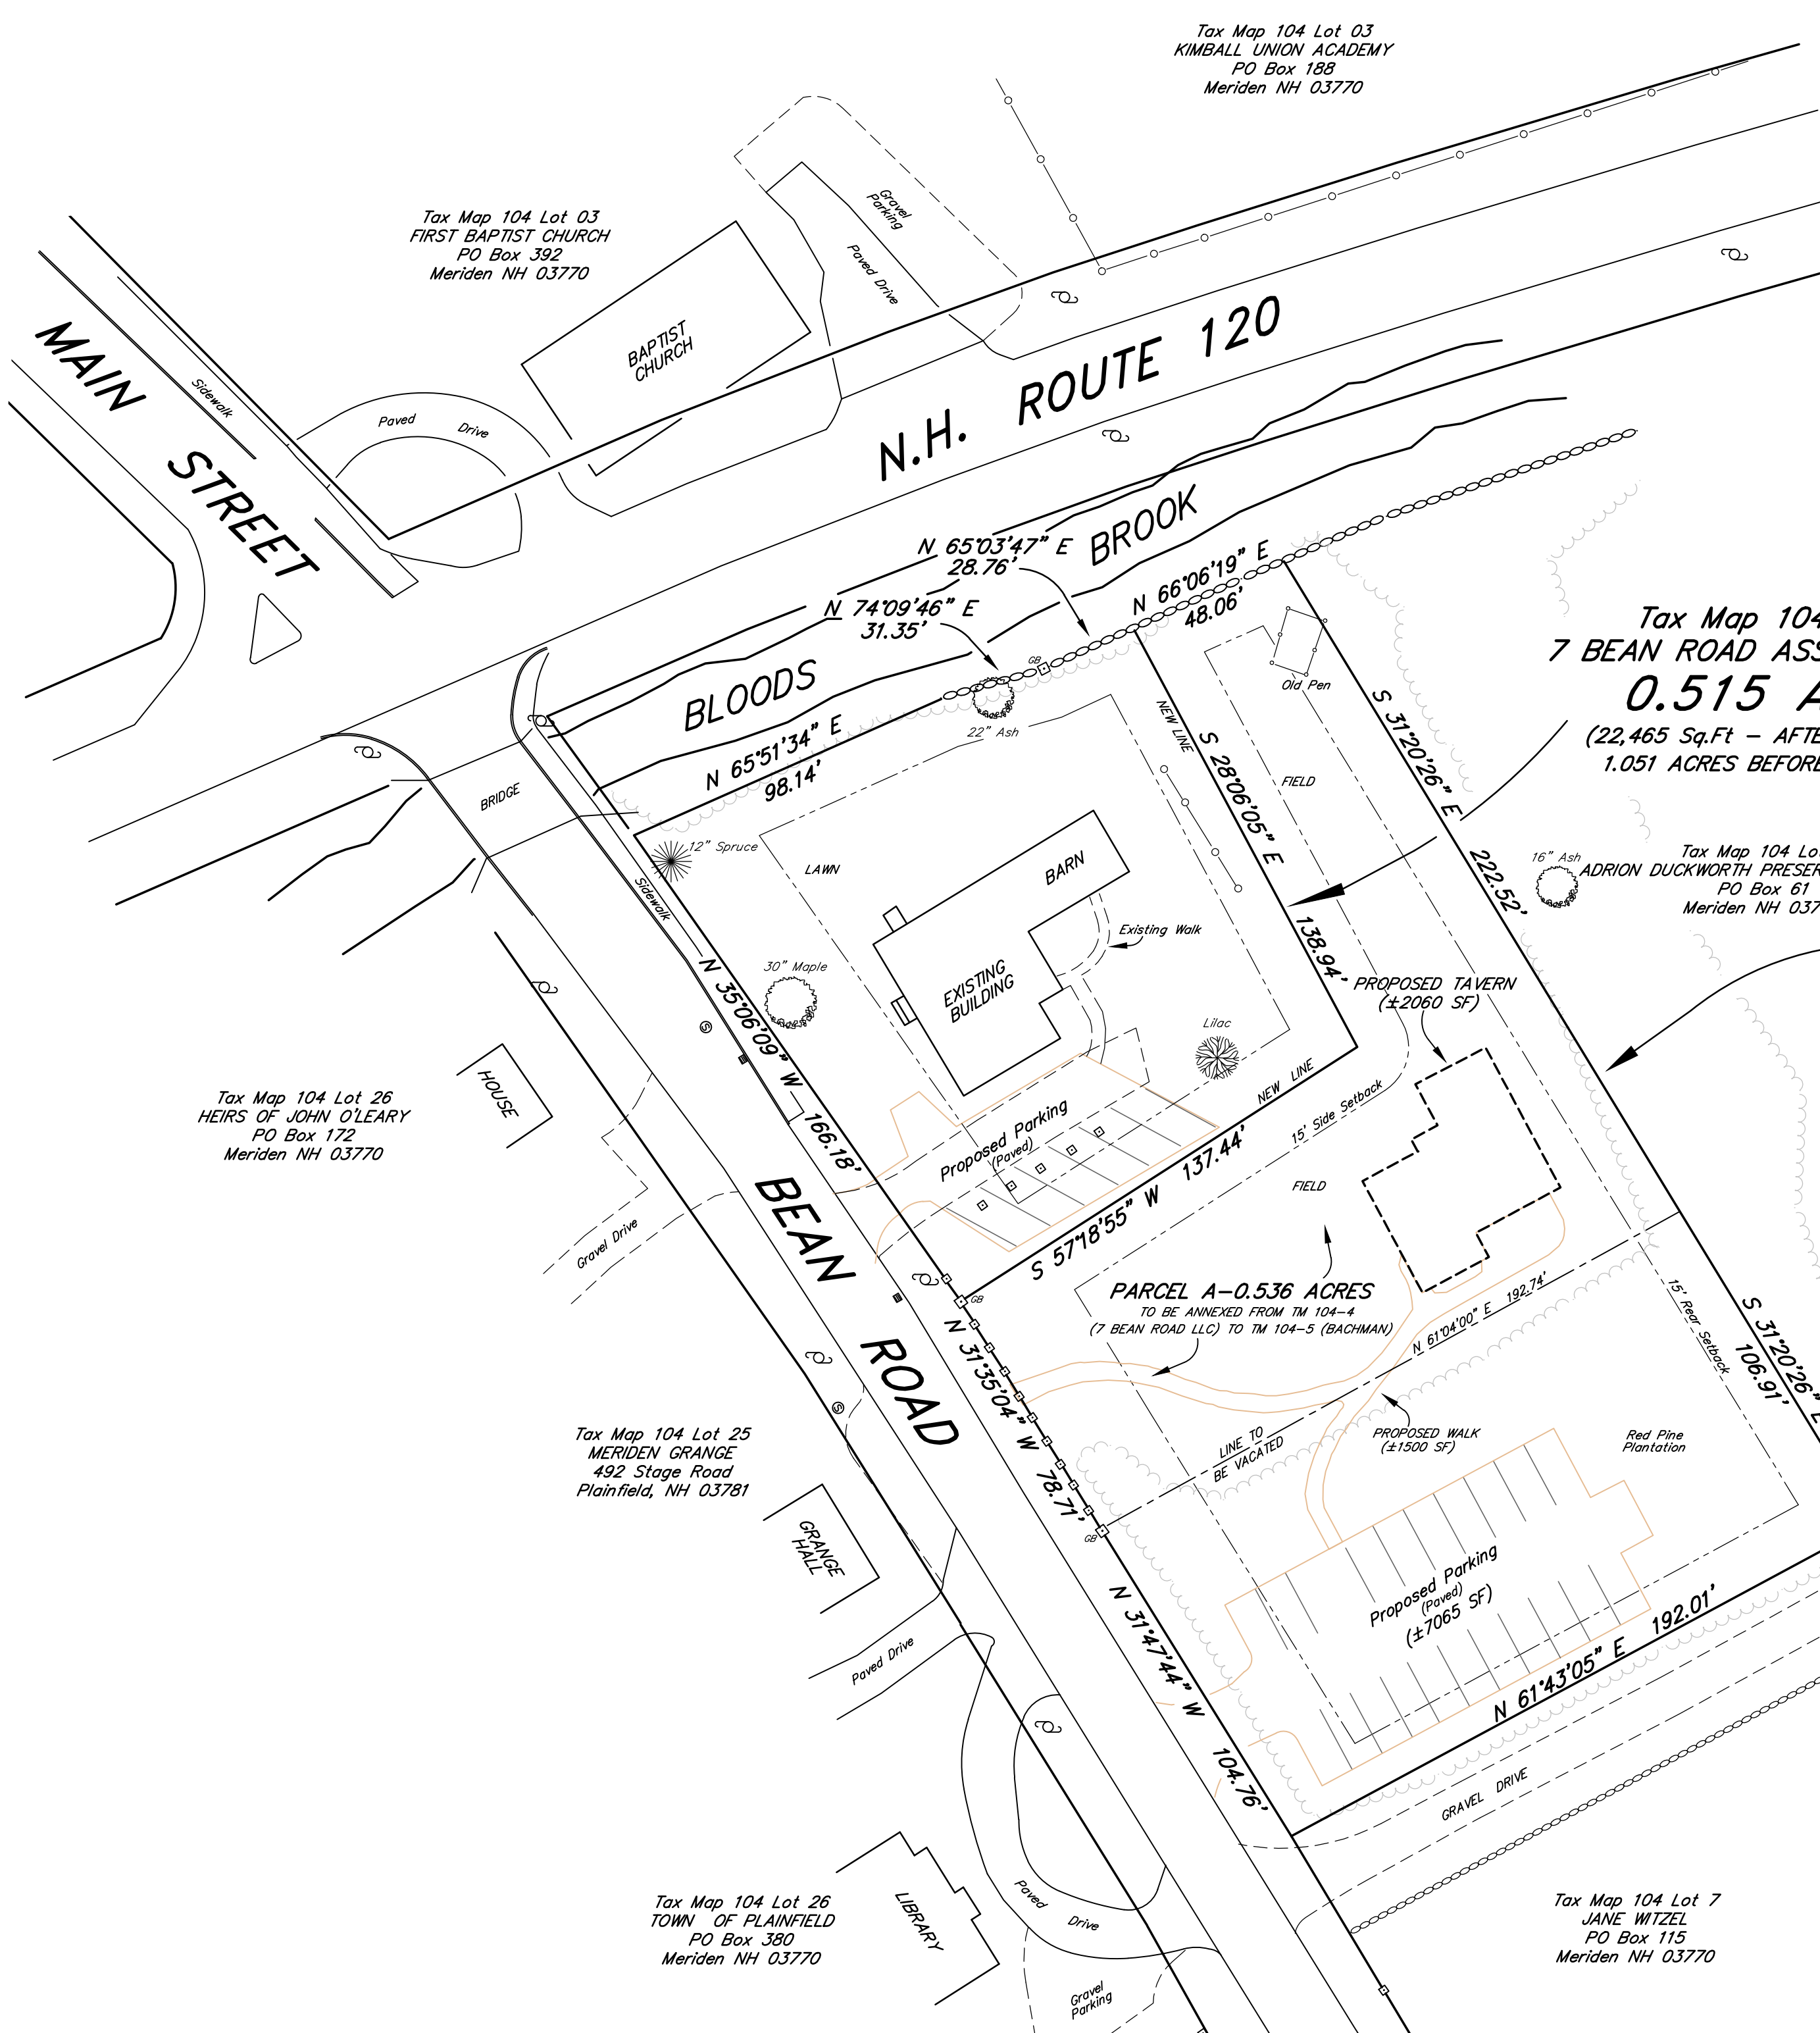 Tax Map 104 Lot 03
KIMBALL UNION ACADEMY
PO Box 188
Meriden NH 03770
Tax Map 104 Lot 03
FIRST BAPTIST CHURCH
PO Box 392
Meriden NH 03770
Gravel
Parking
Paved Drive
BAPTIST
CHURCH
MAIN STREET
Sidewalk
Paved Drive
N.H. ROUTE 120
BLOODS BROOK
N 65°03'47" E
28.76'
N 74°09'46" E
31.35'
N 66°06'19" E
48.06'
GB
Old Pen
22" Ash
N 65°51'34" E
98.14'
NEW LINE
S 28°06'05" E 138.94'
FIELD
S 31°20'26" E 222.52'
Tax Map 104
7 BEAN ROAD ASS
0.515 A
(22,465 Sq.Ft - AFTE
1.051 ACRES BEFORE
BRIDGE
12" Spruce
LAWN
Sidewalk
BARN
Existing Walk
16" Ash
Tax Map 104 Lo
ADRION DUCKWORTH PRESER
PO Box 61
Meriden NH 037
30" Maple
EXISTING
BUILDING
N 35°06'09" W 166.18'
PROPOSED TAVERN
(±2060 SF)
Lilac
NEW LINE
HOUSE
Tax Map 104 Lot 26
HEIRS OF JOHN O'LEARY
PO Box 172
Meriden NH 03770
Proposed Parking
(Paved)
S 57°18'55" W 137.44'
15' Side Setback
FIELD
Gravel Drive
BEAN ROAD
GB
PARCEL A-0.536 ACRES
TO BE ANNEXED FROM TM 104-4
(7 BEAN ROAD LLC) TO TM 104-5 (BACHMAN)
N 61°04'00" E 192.74'
15' Rear Setback
S 31°20'26" E
106.91'
N 31°35'04" W 78.71'
LINE TO
BE VACATED
PROPOSED WALK
(±1500 SF)
Red Pine
Plantation
Tax Map 104 Lot 25
MERIDEN GRANGE
492 Stage Road
Plainfield, NH 03781
GRANGE
HALL
GB
Proposed Parking
(Paved)
(±7065 SF)
Paved Drive
N 31°47'44" W 104.76'
N 61°43'05" E 192.01'
GRAVEL DRIVE
Tax Map 104 Lot 26
TOWN OF PLAINFIELD
PO Box 380
Meriden NH 03770
LIBRARY
Paved Drive
Gravel
Parking
Tax Map 104 Lot 7
JANE WITZEL
PO Box 115
Meriden NH 03770